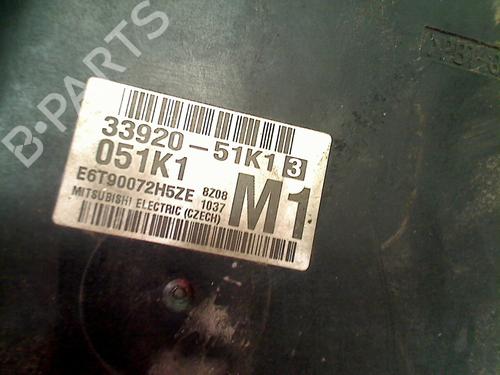 B-PARTS
33920-51K1 3
051K1
E6T90072H5ZE 8Z08
MITSUBISHI ELECTRIC (CZECH) 1037
M1